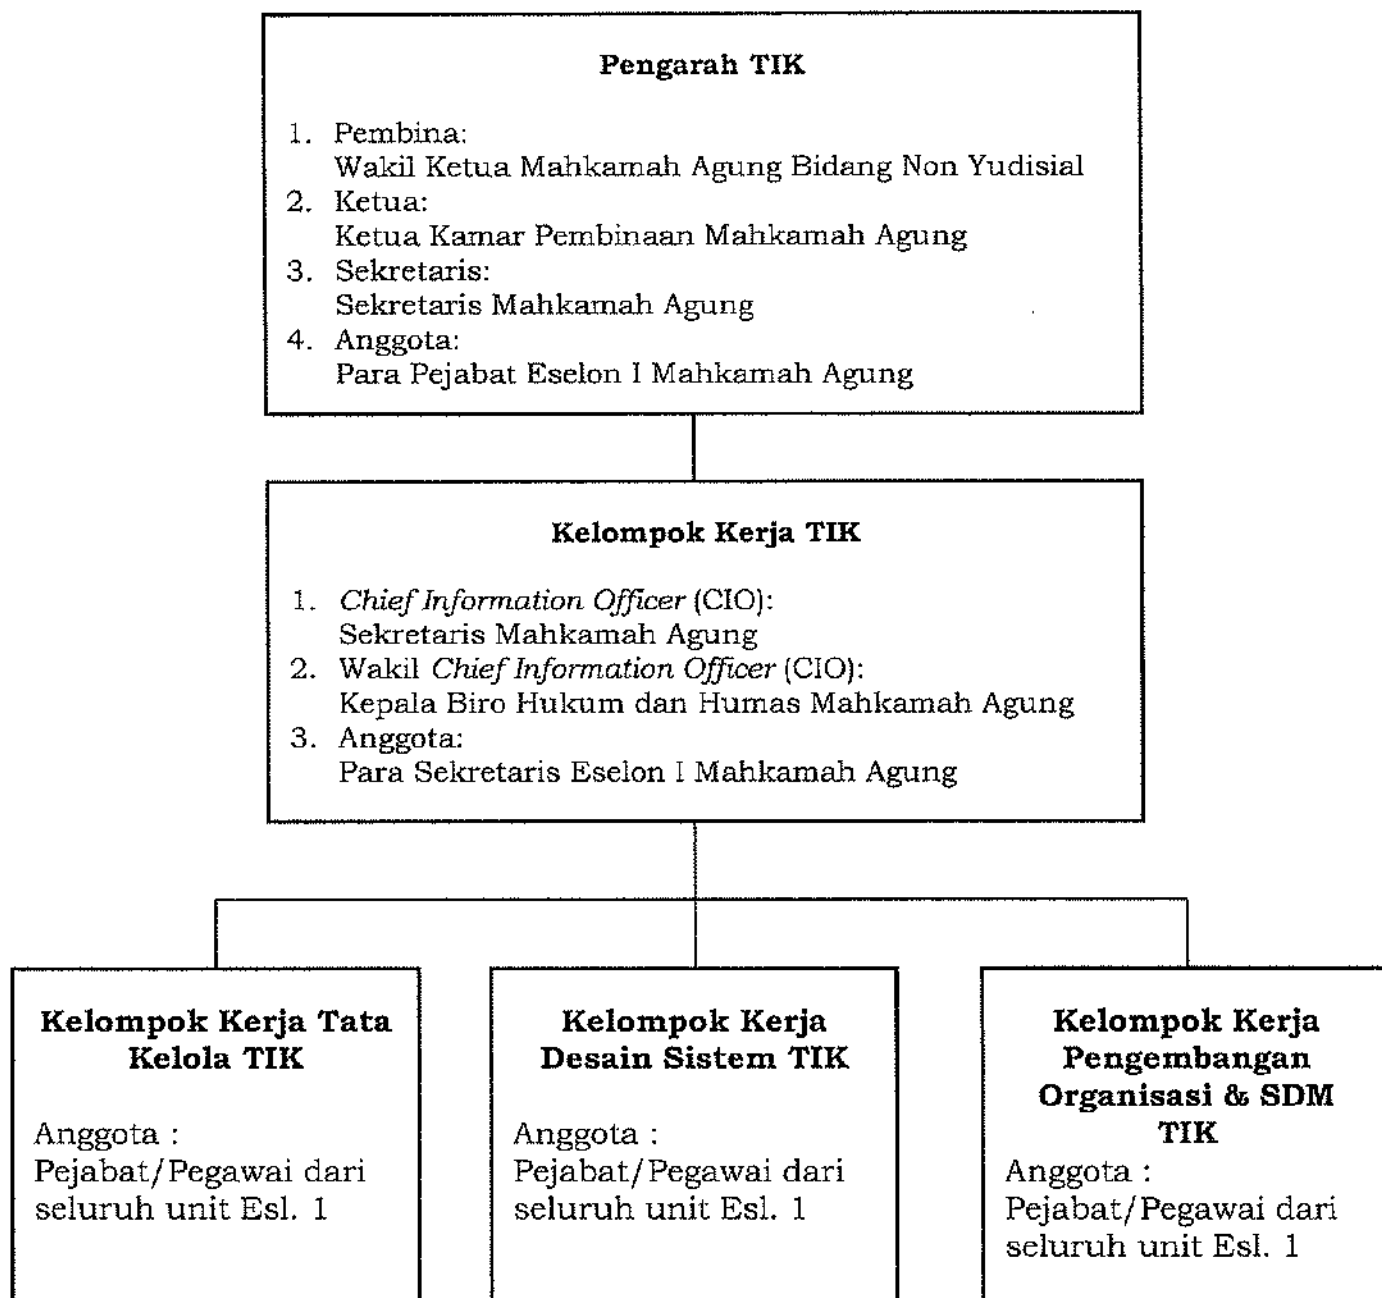 Pengarah TIK
1. Pembina:
Wakil Ketua Mahkamah Agung Bidang Non Yudisial
2. Ketua:
Ketua Kamar Pembinaan Mahkamah Agung
3. Sekretaris:
Sekretaris Mahkamah Agung
4. Anggota:
Para Pejabat Eselon I Mahkamah Agung
Kelompok Kerja TIK
1. Chief Information Officer (CIO):
Sekretaris Mahkamah Agung
2. Wakil Chief Information Officer (CIO):
Kepala Biro Hukum dan Humas Mahkamah Agung
3. Anggota:
Para Sekretaris Eselon I Mahkamah Agung
Kelompok Kerja Tata
Kelola TIK
Anggota :
Pejabat/Pegawai dari
seluruh unit Esl. 1
Kelompok Kerja
Desain Sistem TIK
Anggota :
Pejabat/Pegawai dari
seluruh unit Esl. 1
Kelompok Kerja
Pengembangan
Organisasi & SDM
TIK
Anggota :
Pejabat/Pegawai dari
seluruh unit Esl. 1